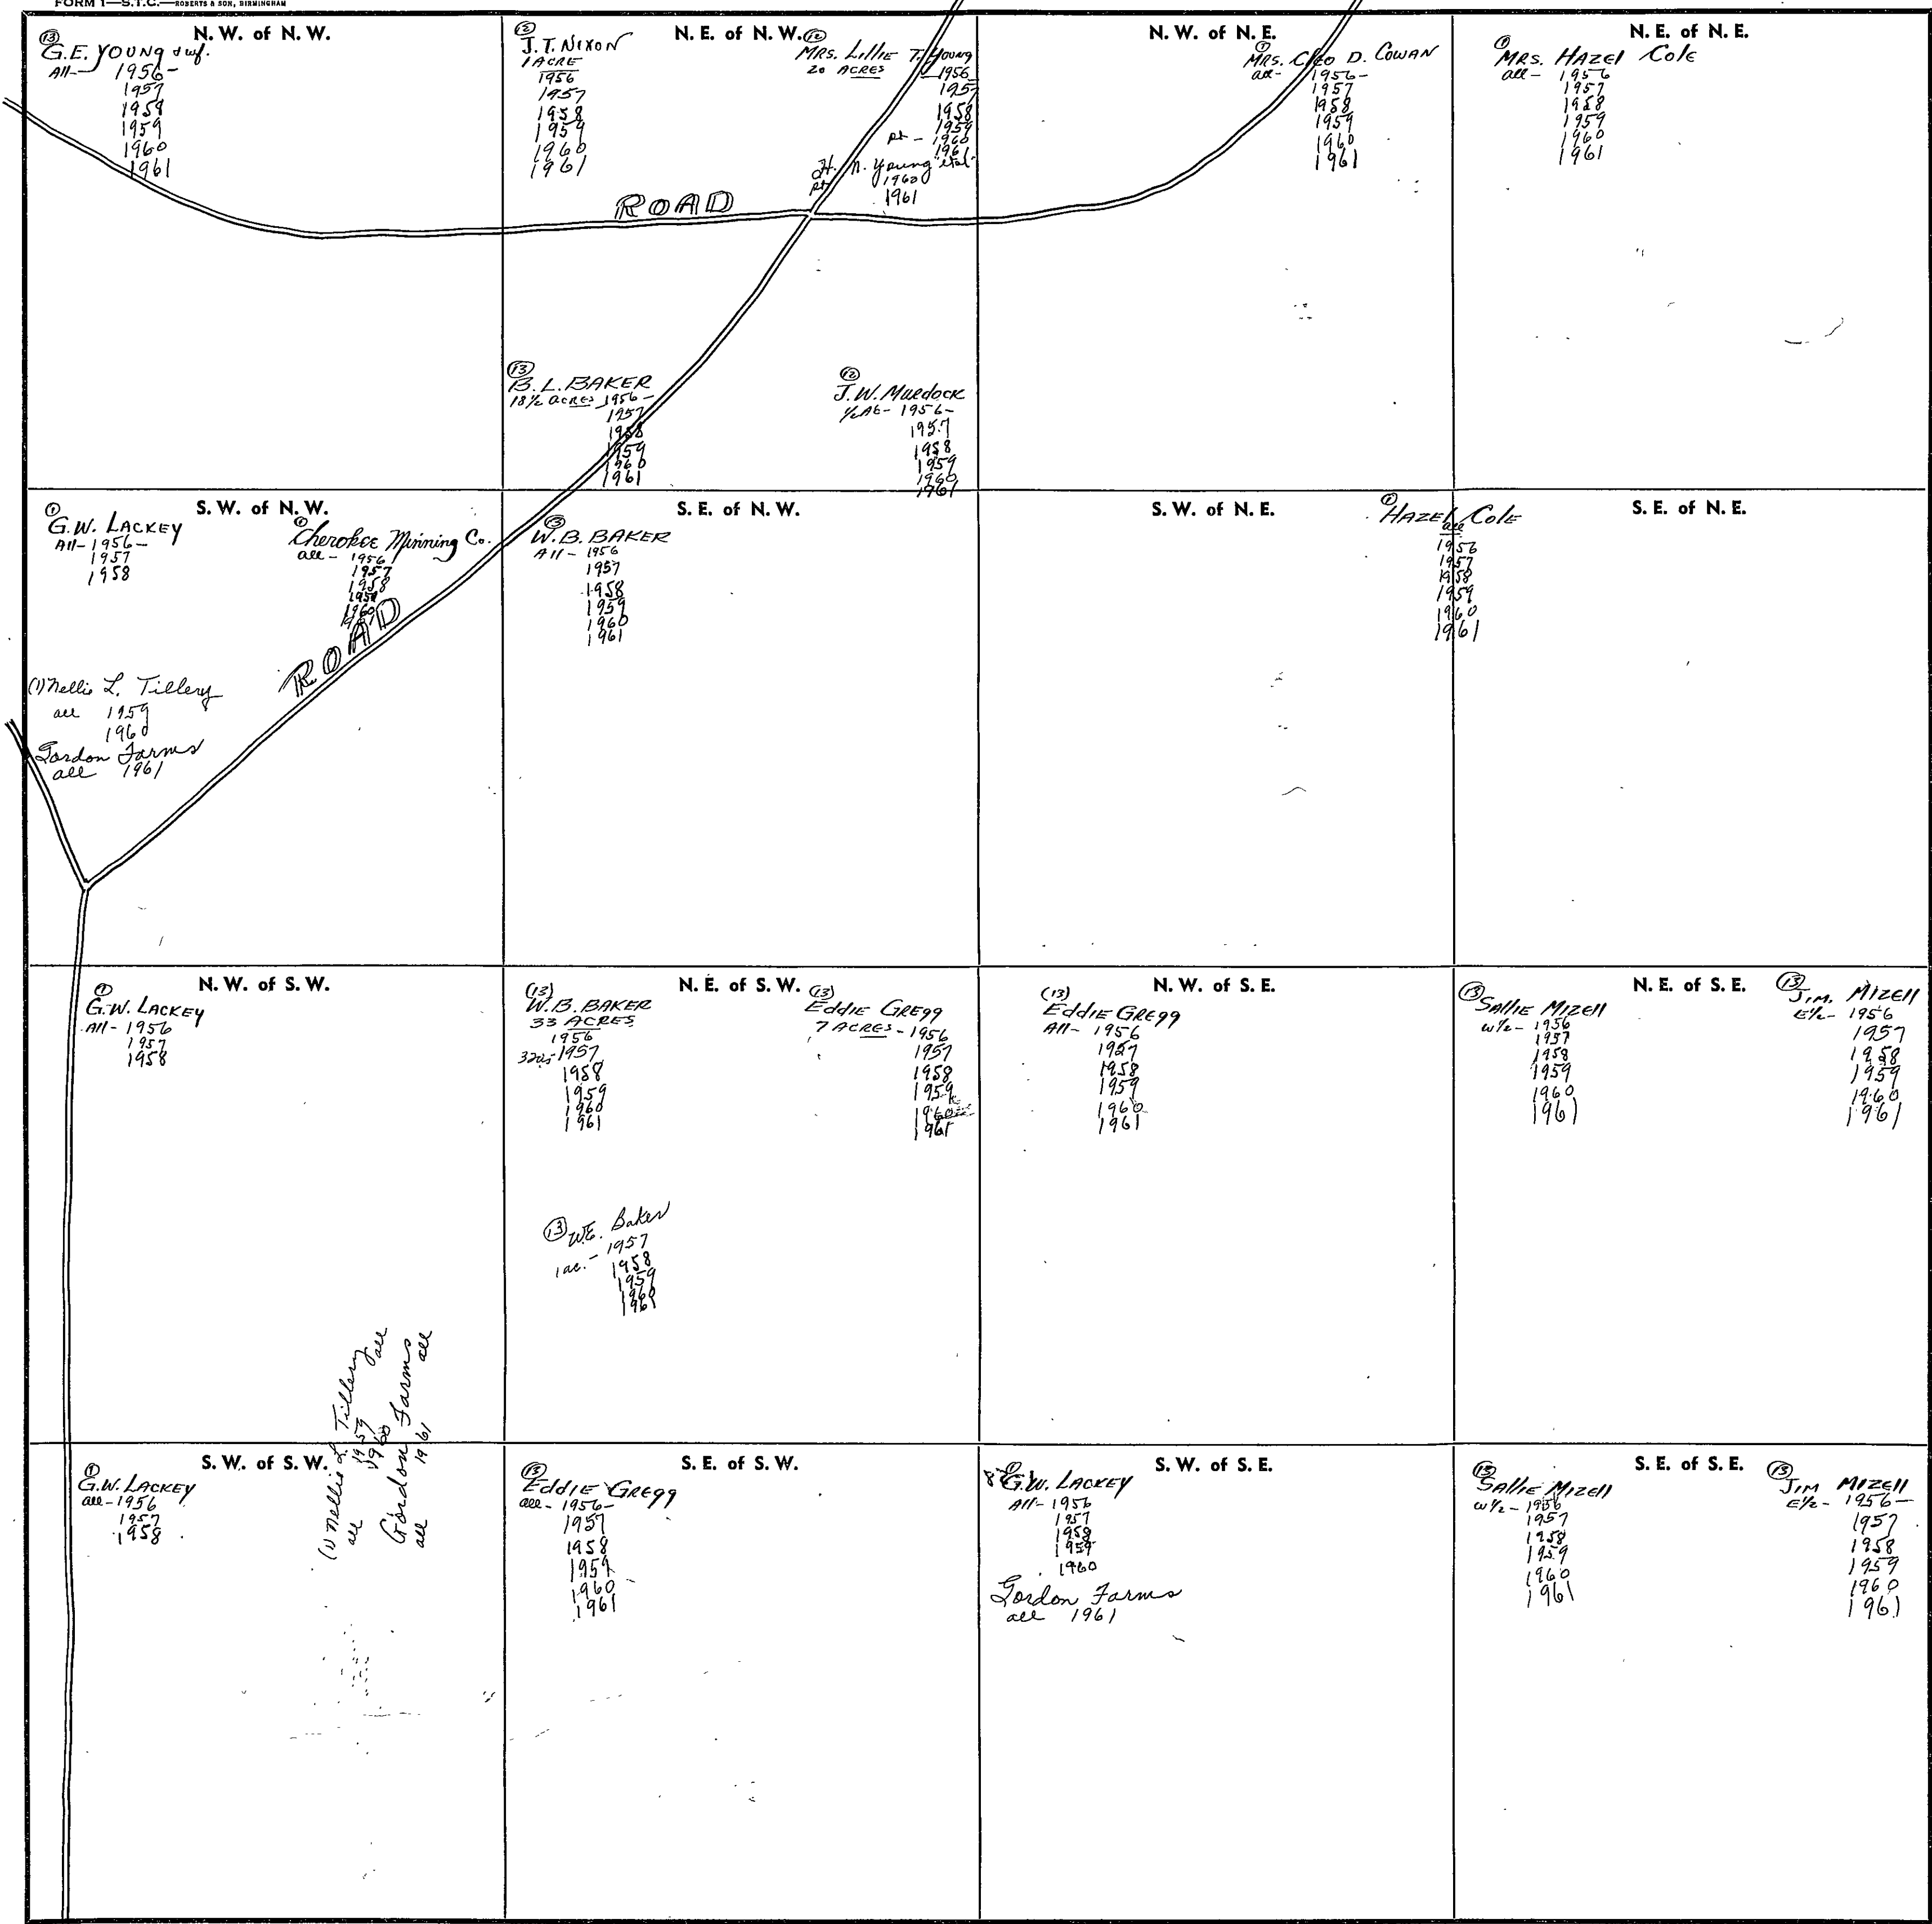 FORM 1—S.T.C.—ROBERTS & SON, BIRMINGHAM
N. W. of N. W.
(13)
G.E. YOUNG & wf.
All- 1956-
1957
1958
1959
1960
1961
N. E. of N. W.
(2)
J.T. NIXON
1 ACRE
1956
1957
1958
1959
1960
1961
(12)
MRS. LILLIE T. YOUNG
20 ACRES
1956
1957
1958
1959
pt - 1960
1961
H. N. Young "etal"
pt 1960
1961
ROAD
(13)
B.L. BAKER
18½ ACRES 1956-
1957
1958
1959
1960
1961
(12)
J.W. MURDOCK
1956-
1957
1958
1959
1960
1961
N. W. of N. E.
(1)
MRS. CLEO D. COWAN
all- 1956-
1957
1958
1959
1960
1961
N. E. of N. E.
(1)
MRS. HAZEL COLE
all- 1956
1957
1958
1959
1960
1961
S. W. of N. W.
(1)
G.W. LACKEY
All-1956-
1957
1958
(1)
Cherokee Minning Co.
all- 1956
1957
1958
1959
1960
ROAD
(1) Nellie L. Tillery
all 1959
1960
Gordon Farms
all 1961
S. E. of N. W.
(13)
W.B. BAKER
All- 1956
1957
1958
1959
1960
1961
S. W. of N. E.
(1)
HAZEL COLE
all
1956
1957
1958
1959
1960
1961
S. E. of N. E.
N. W. of S. W.
(1)
G.W. LACKEY
All- 1956
1957
1958
(1) Nellie L. Tillery
all 1959 all
1960
Gordon Farms
all 1961 all
N. E. of S. W.
(13)
W.B. BAKER
33 ACRES
1956
32ac-1957
1958
1959
1960
1961
(13)
EDDIE GREGG
7 ACRES- 1956
1957
1958
1959
1960
1961
(13) W.E. Baker
1957
1ac.- 1958
1959
1960
1961
N. W. of S. E.
(13)
EDDIE GREGG
All- 1956
1957
1958
1959
1960
1961
N. E. of S. E.
(13)
SALLIE MIZELL
W½- 1956
1957
1958
1959
1960
1961
(13)
JIM. MIZELL
E½- 1956
1957
1958
1959
1960
1961
S. W. of S. W.
(1)
G.W. LACKEY
all-1956
1957
1958
S. E. of S. W.
(13)
EDDIE GREGG
all- 1956-
1957
1958
1959
1960
1961
S. W. of S. E.
(1)
G.W. LACKEY
All- 1956
1957
1958
1959
1960
Gordon Farms
all 1961
S. E. of S. E.
(13)
SALLIE MIZELL
W½- 1956
1957
1958
1959
1960
1961
(13)
JIM MIZELL
E½- 1956-
1957
1958
1959
1960
1961